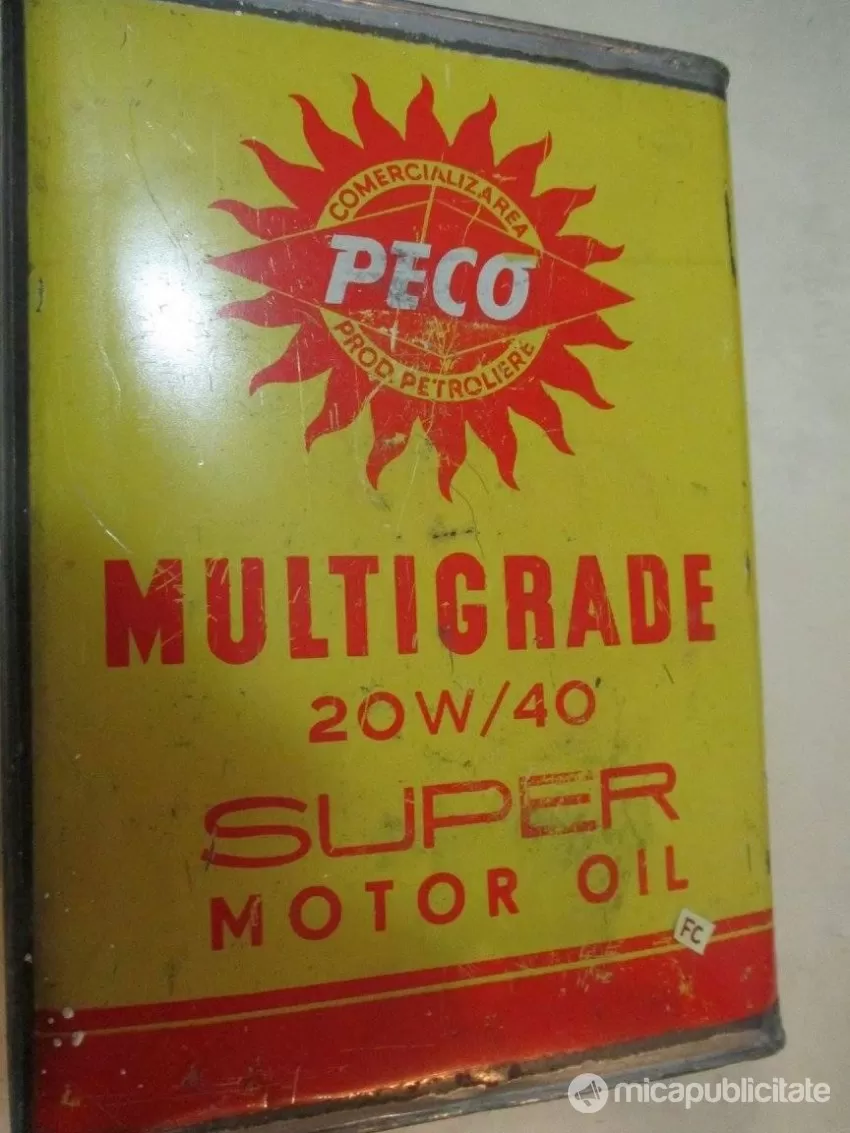 COMERCIALIZAREA
PECO
PROD. PETROLIERE
MULTIGRADE
20W/40
SUPER
MOTOR OIL
FC
micapublicitate